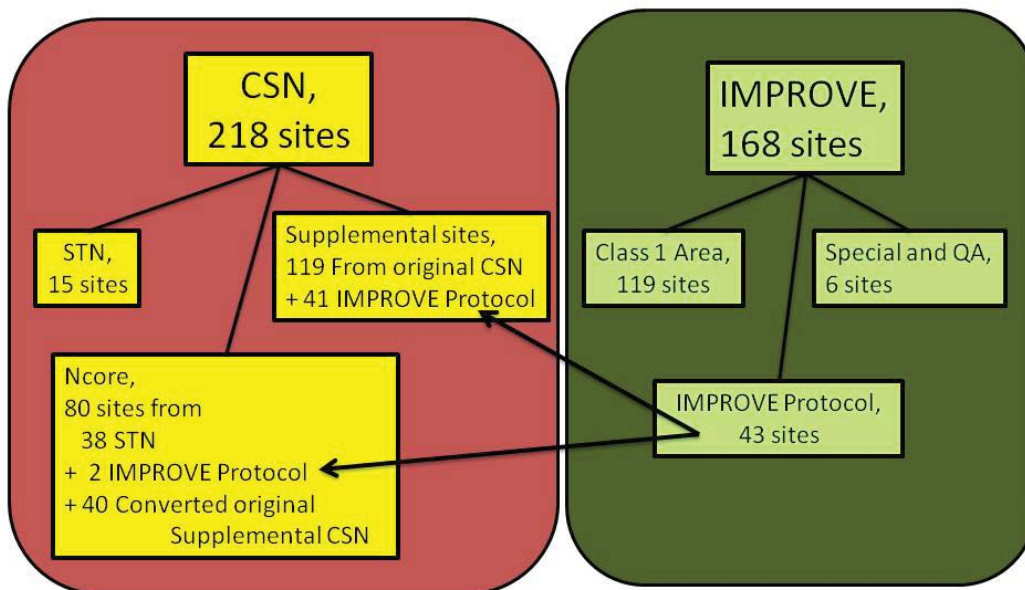 CSN,
218 sites
STN,
15 sites
Supplemental sites,
119 From original CSN
+ 41 IMPROVE Protocol
Ncore,
80 sites from
38 STN
+ 2 IMPROVE Protocol
+ 40 Converted original
Supplemental CSN
IMPROVE,
168 sites
Class 1 Area,
119 sites
Special and QA,
6 sites
IMPROVE Protocol,
43 sites